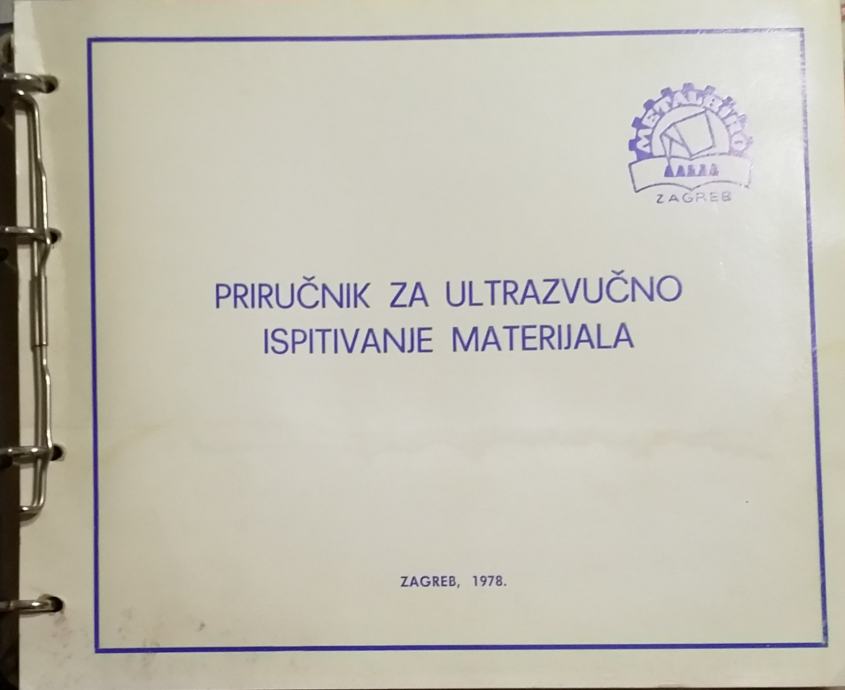 METALBIRO
ZAGREB
PRIRUČNIK ZA ULTRAZVUČNO
ISPITIVANJE MATERIJALA
ZAGREB, 1978.